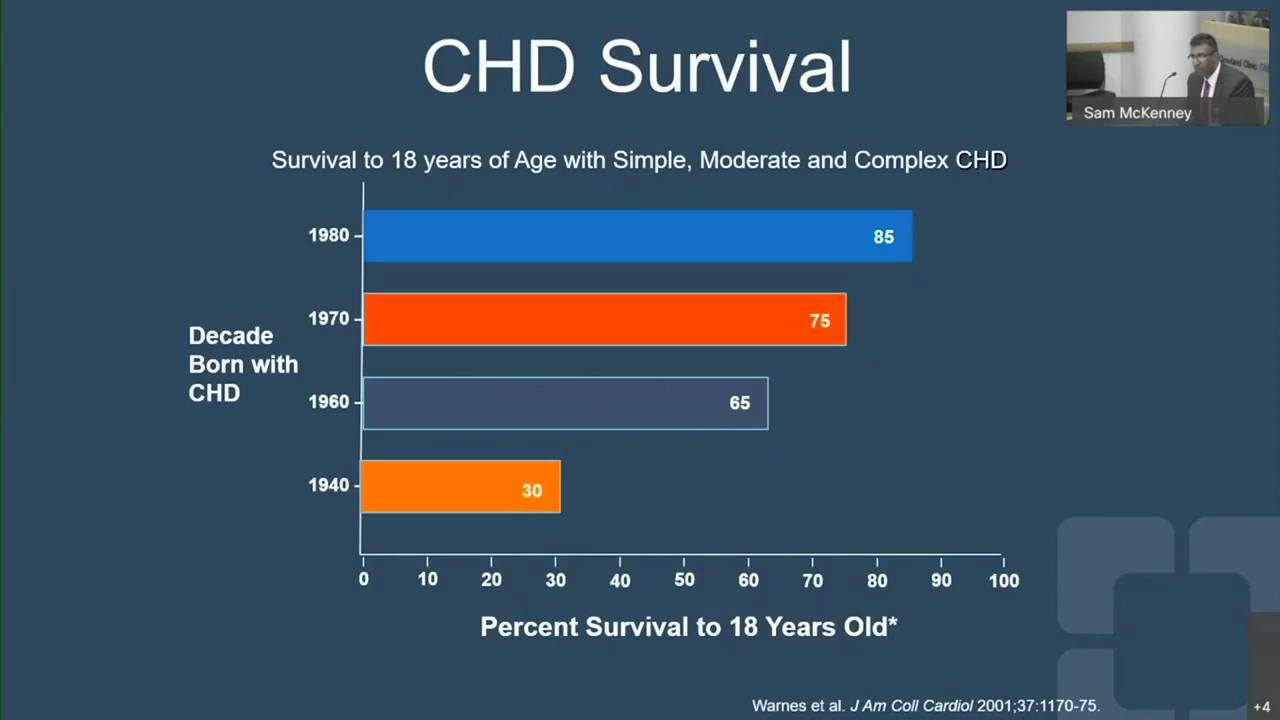 CHD Survival
Sam McKenney
Survival to 18 years of Age with Simple, Moderate and Complex CHD
1980
85
1970
75
Decade
Born with
CHD
1960
65
1940
30
0 10 20 30 40 50 60 70 80 90 100
Percent Survival to 18 Years Old*
Warnes et al. J Am Coll Cardiol 2001;37:1170-75.
+4